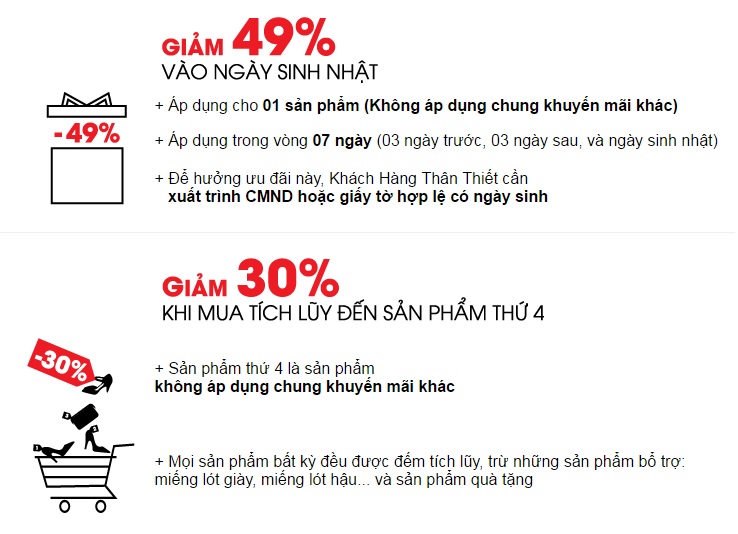 GIẢM 49%
VÀO NGÀY SINH NHẬT
-49%
+ Áp dụng cho 01 sản phẩm (Không áp dụng chung khuyến mãi khác)
+ Áp dụng trong vòng 07 ngày (03 ngày trước, 03 ngày sau, và ngày sinh nhật)
+ Để hưởng ưu đãi này, Khách Hàng Thân Thiết cần
xuất trình CMND hoặc giấy tờ hợp lệ có ngày sinh
GIẢM 30%
KHI MUA TÍCH LŨY ĐẾN SẢN PHẨM THỨ 4
-30%
+ Sản phẩm thứ 4 là sản phẩm
không áp dụng chung khuyến mãi khác
+ Mọi sản phẩm bất kỳ đều được đếm tích lũy, trừ những sản phẩm bổ trợ:
miếng lót giày, miếng lót hậu... và sản phẩm quà tặng